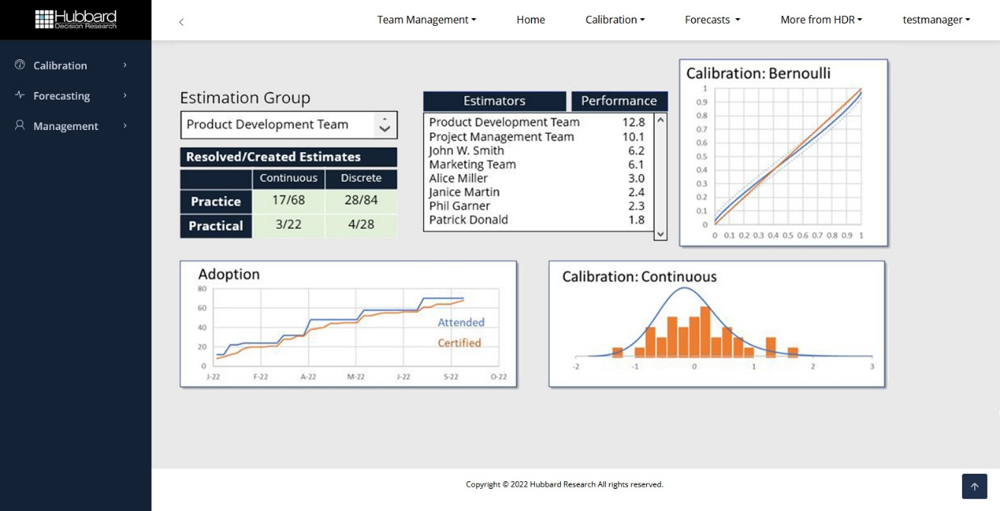 Hubbard
Decision Research
Team Management
Home
Calibration
Forecasts
More from HDR
testmanager
Calibration
Forecasting
Management
Estimation Group
Product Development Team
Resolved/Created Estimates
Continuous Discrete
Practice 17/68 28/84
Practical 3/22 4/28
Estimators Performance
Product Development Team 12.8
Project Management Team 10.1
John W. Smith 6.2
Marketing Team 6.1
Alice Miller 3.0
Janice Martin 2.4
Phil Garner 2.3
Patrick Donald 1.8
Calibration: Bernoulli
1
0.9
0.8
0.7
0.6
0.5
0.4
0.3
0.2
0.1
0
0 0.1 0.2 0.3 0.4 0.5 0.6 0.7 0.8 0.9 1
Adoption
80
60
40
20
0
Attended
Certified
J-22 F-22 A-22 M-22 J-22 S-22 O-22
Calibration: Continuous
-2 -1 0 1 2 3
Copyright © 2022 Hubbard Research All rights reserved.